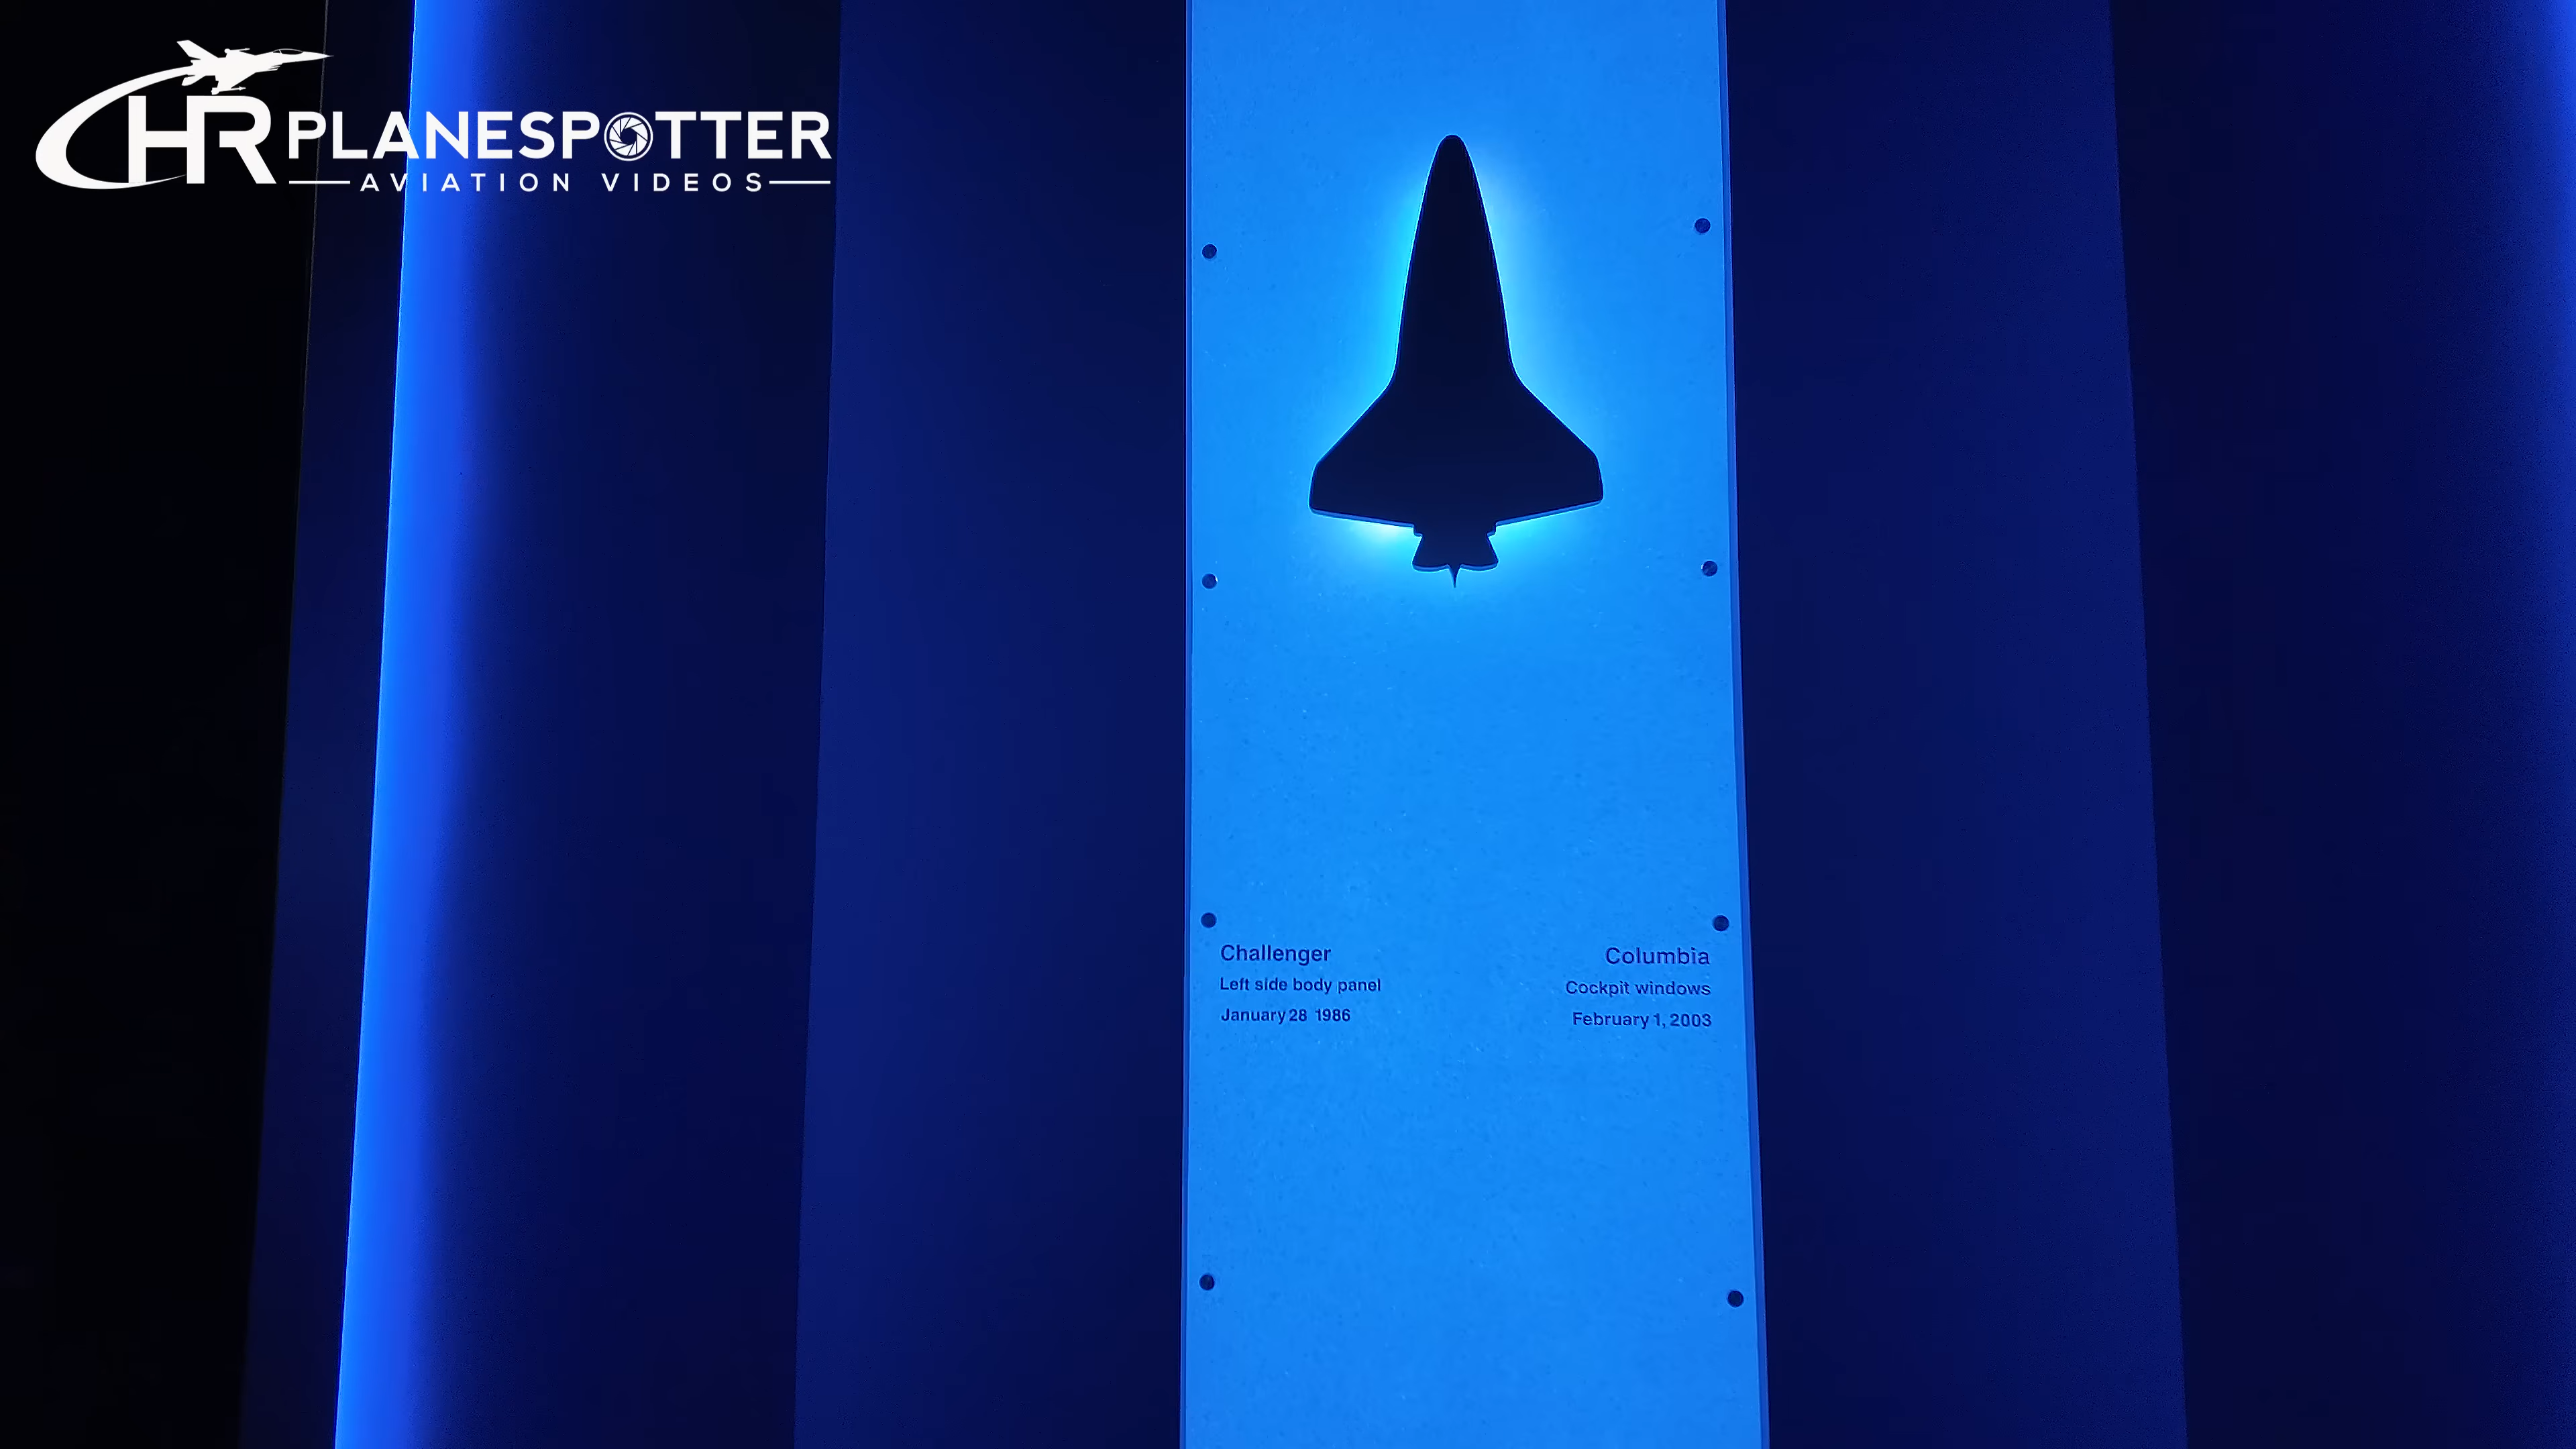 HR PLANESPOTTER
AVIATION VIDEOS
Challenger
Left side body panel
January 28 1986
Columbia
Cockpit windows
February 1, 2003